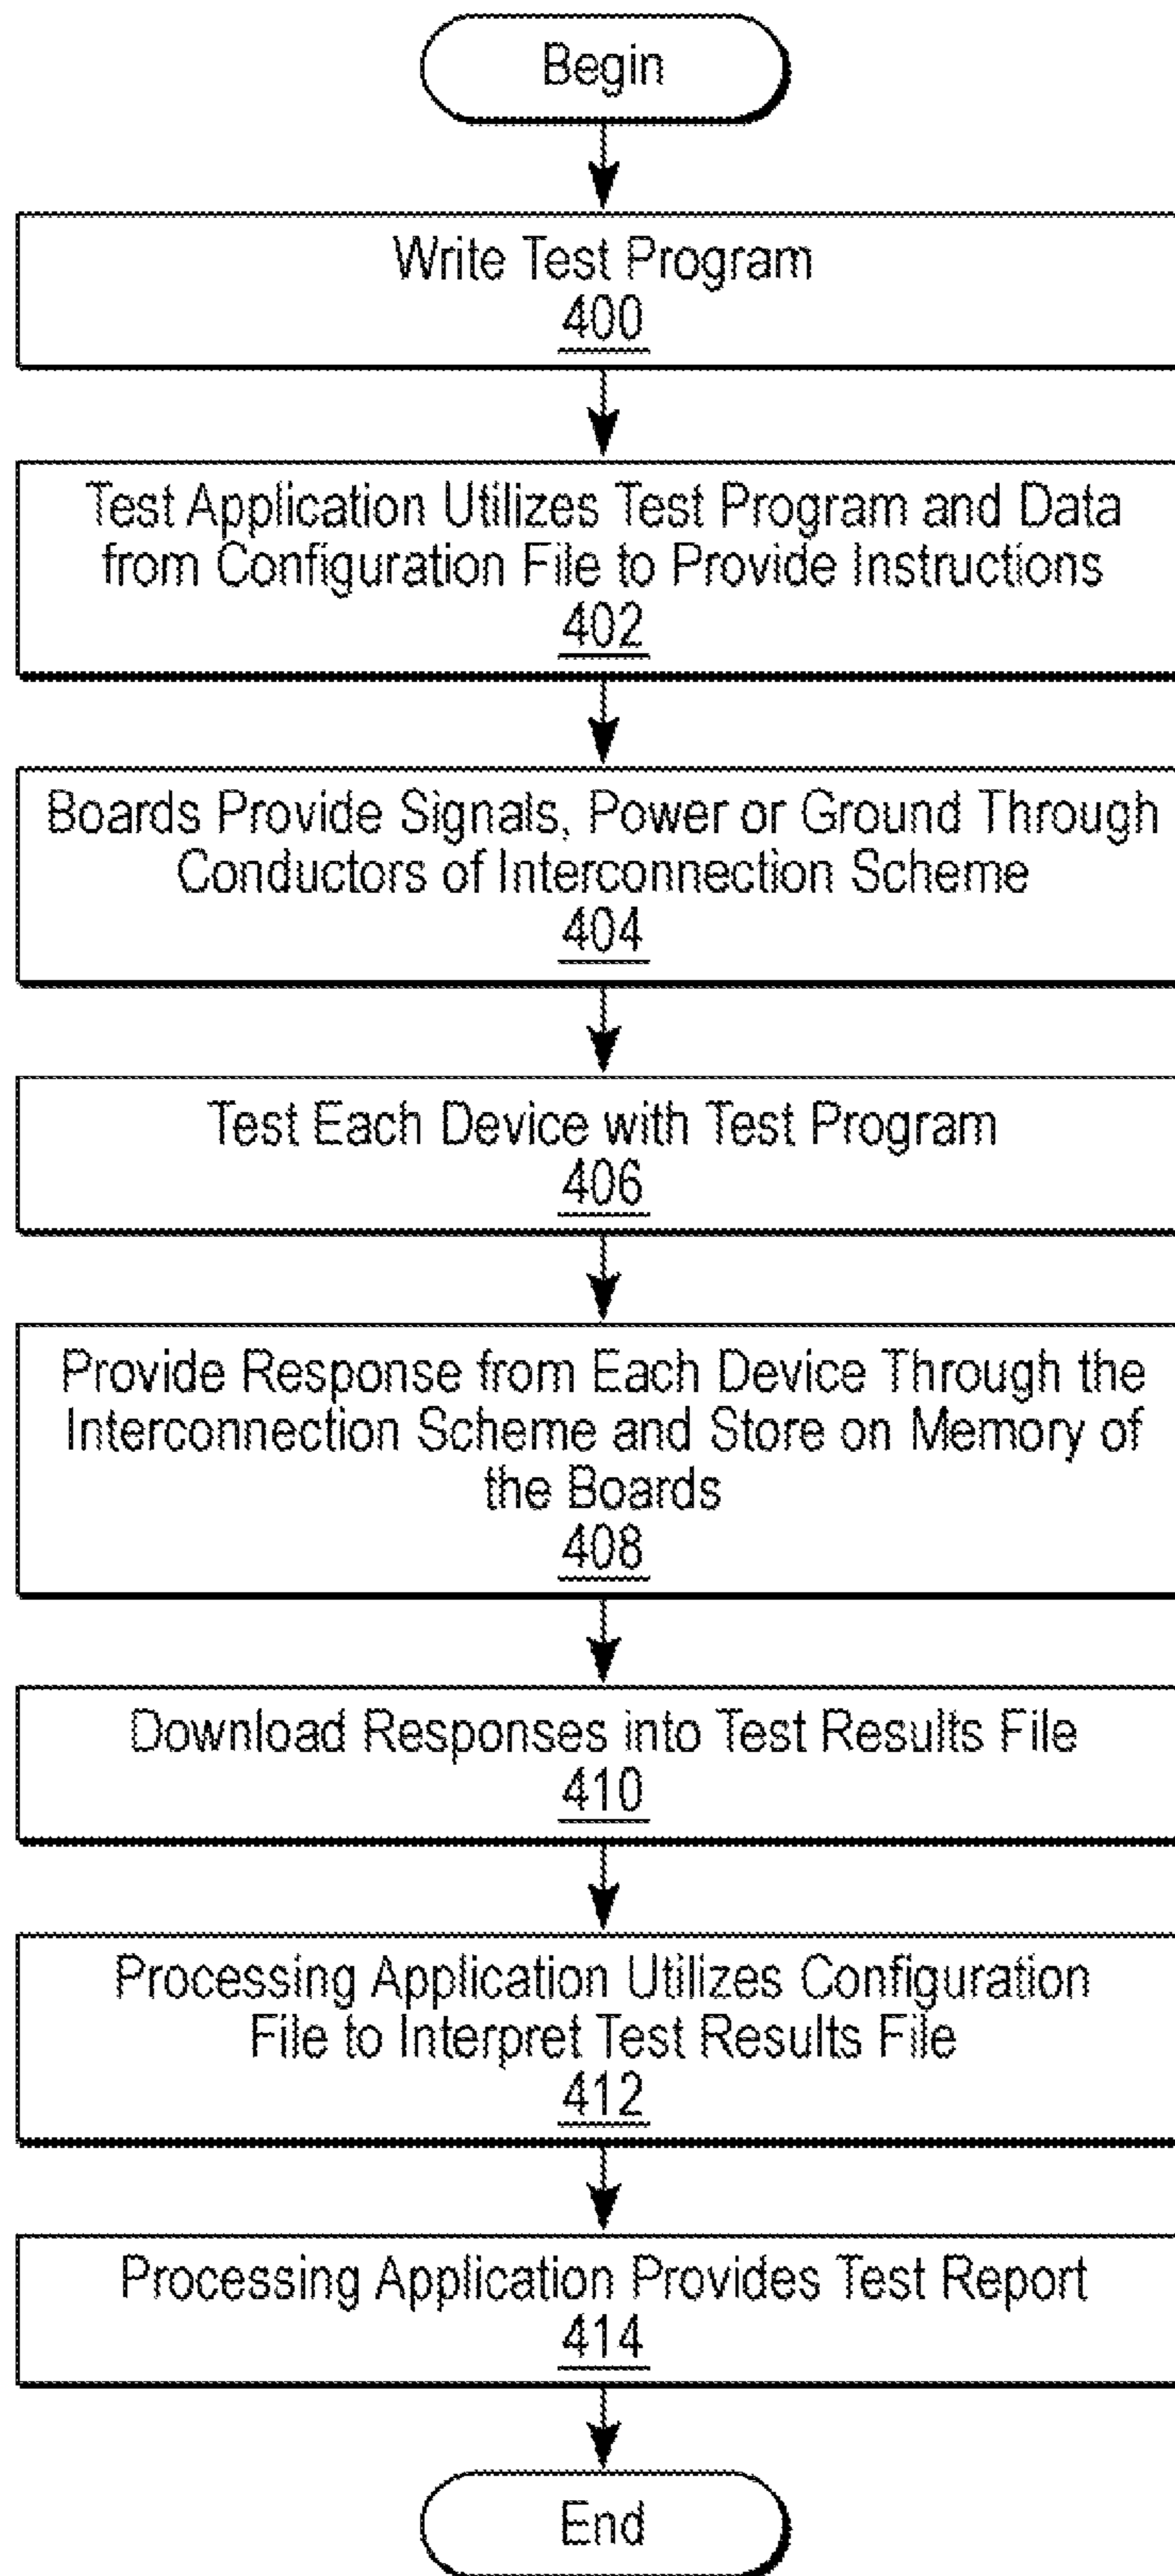 Begin
Write Test Program
400
Test Application Utilizes Test Program and Data
from Configuration File to Provide Instructions
402
Boards Provide Signals, Power or Ground Through
Conductors of Interconnection Scheme
404
Test Each Device with Test Program
406
Provide Response from Each Device Through the
Interconnection Scheme and Store on Memory of
the Boards
408
Download Responses into Test Results File
410
Processing Application Utilizes Configuration
File to Interpret Test Results File
412
Processing Application Provides Test Report
414
End